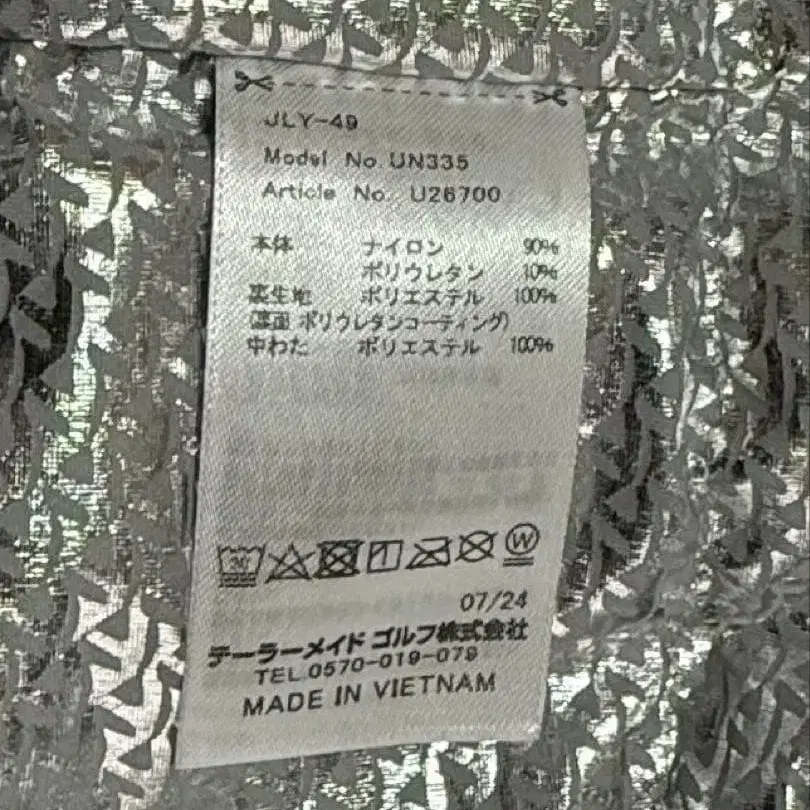 JLY-49
Model No. UN335
Article No. U26700
本体 ナイロン 90%
ポリウレタン 10%
裏生地 ポリエステル 100%
(裏面 ポリウレタンコーティング)
中わた ポリエステル 100%
30
W
07/24
テーラーメイド ゴルフ株式会社
TEL.0570-019-079
MADE IN VIETNAM